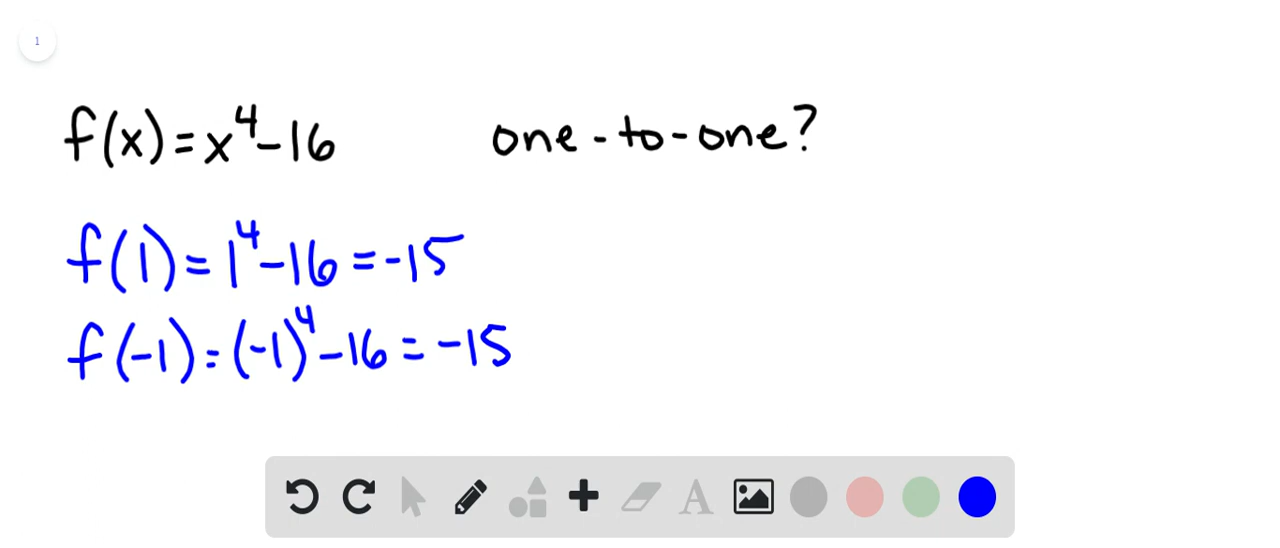 1
f(x)=x⁴-16 one-to-one?
f(1)=1⁴-16=-15
f(-1)=(-1)⁴-16=-15
A